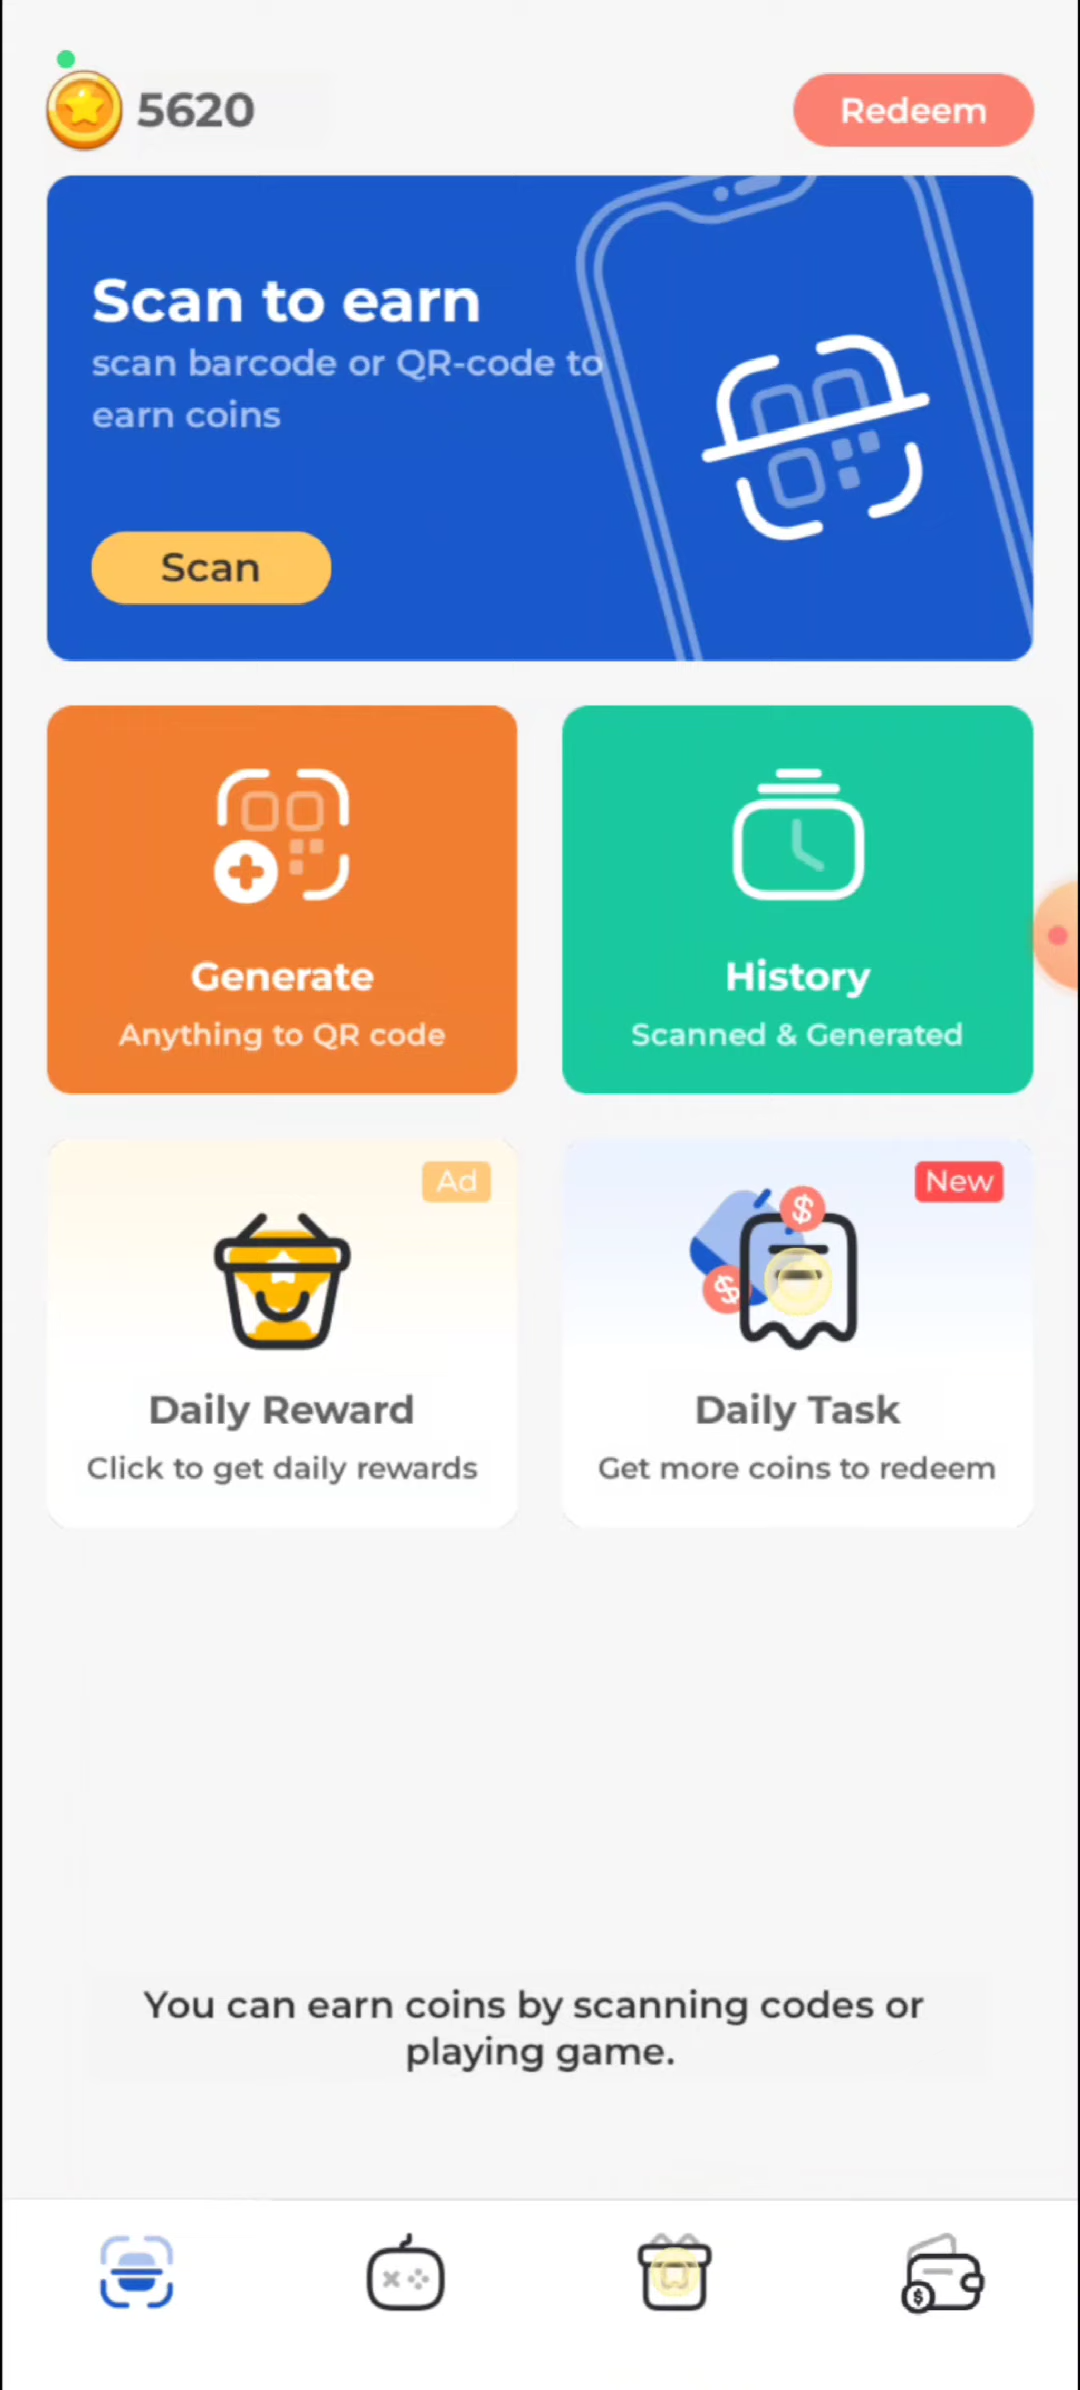 5620
Redeem
Scan to earn
scan barcode or QR-code to
earn coins
Scan
Generate
Anything to QR code
History
Scanned & Generated
Ad
Daily Reward
Click to get daily rewards
New
$
$
Daily Task
Get more coins to redeem
You can earn coins by scanning codes or
playing game.
$